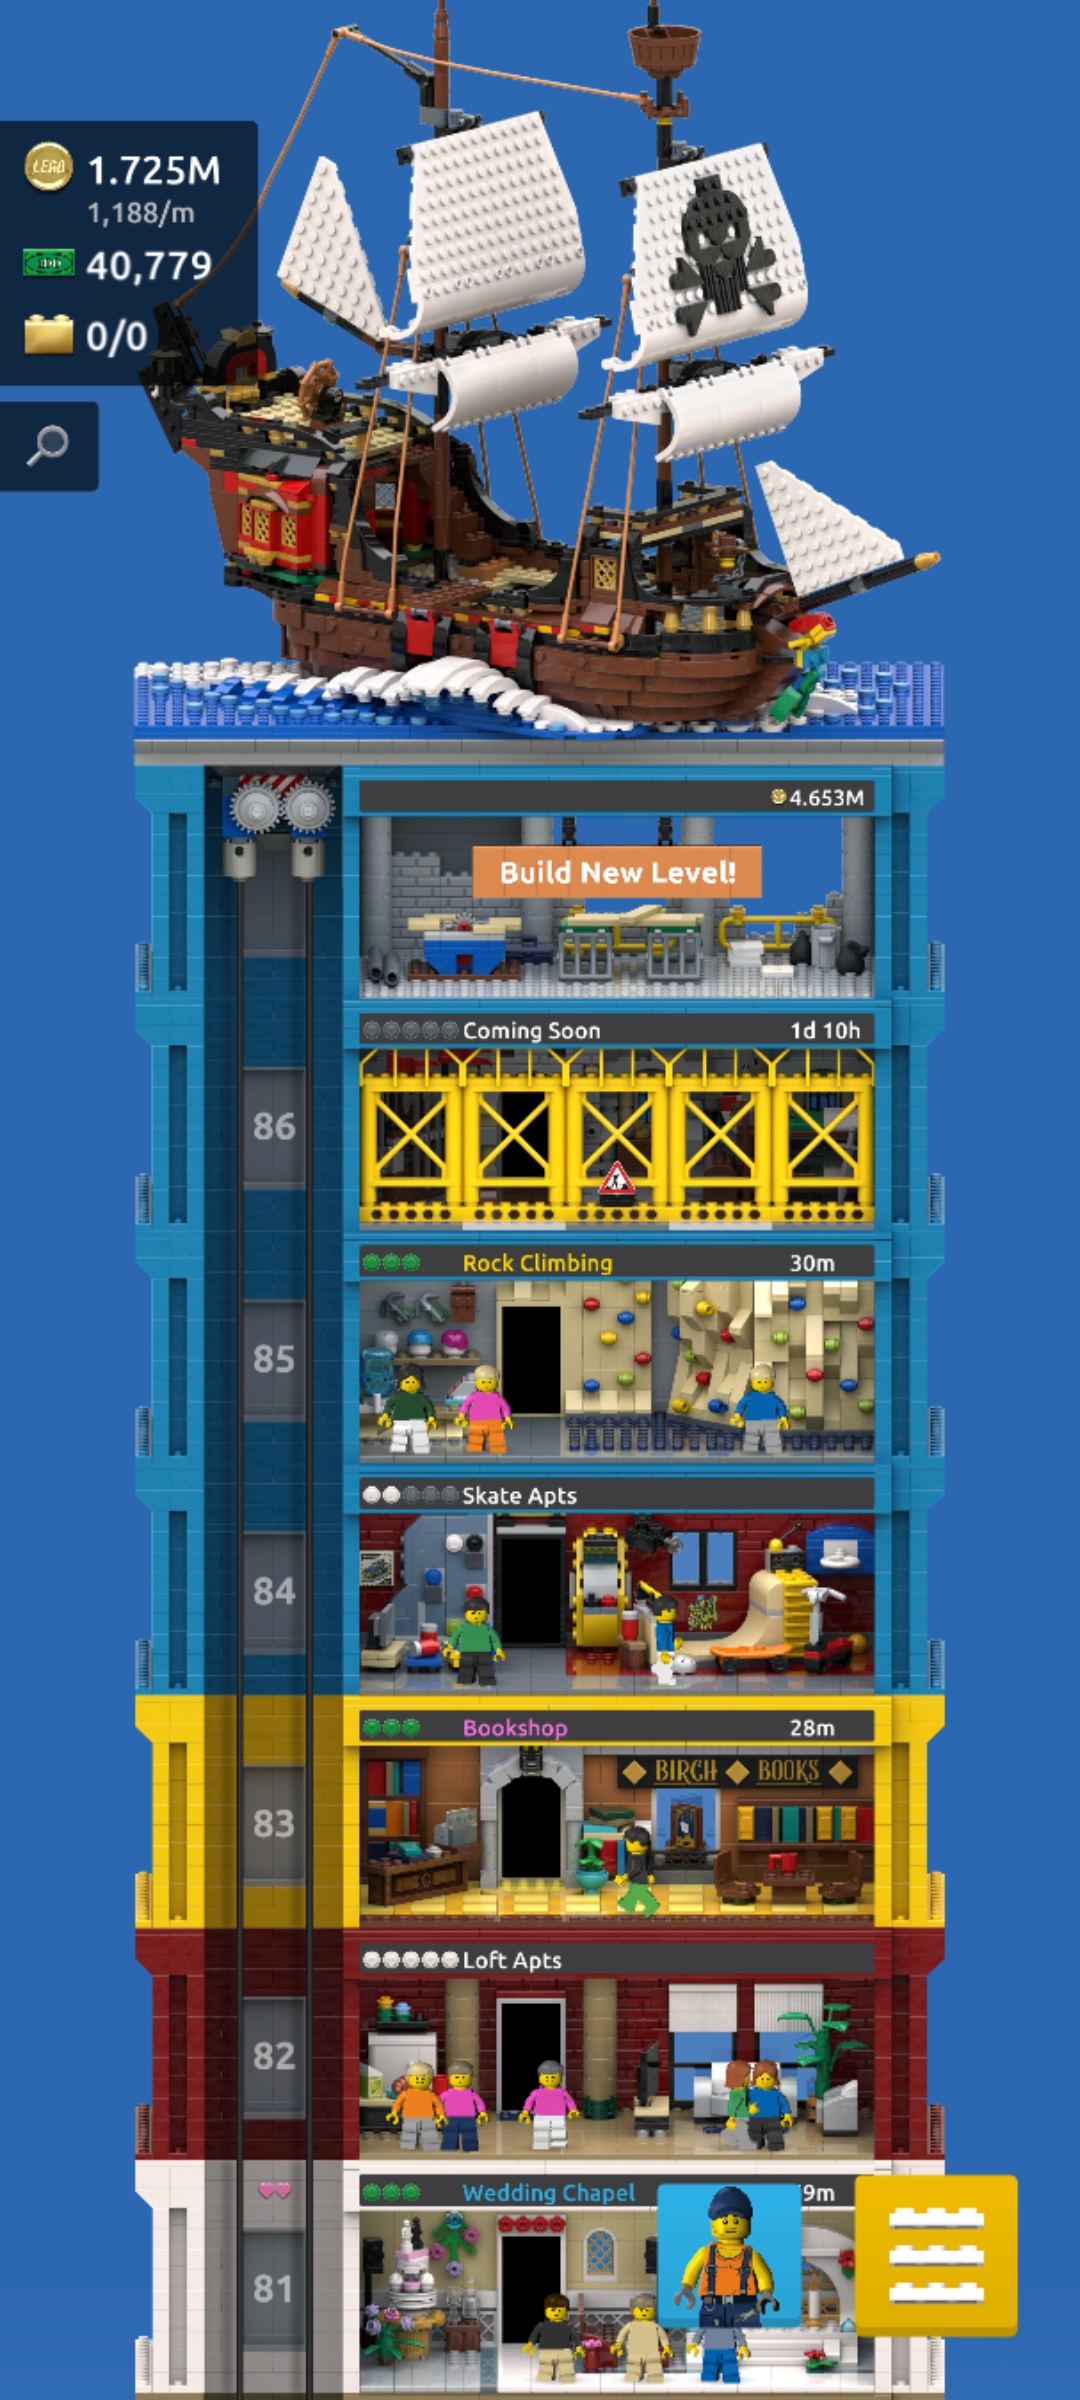 LEGO
1.725M
1,188/m
40,779
0/0
4.653M
Build New Level!
Coming Soon 1d 10h
86
Rock Climbing 30m
85
Skate Apts
84
Bookshop 28m
BIRCH BOOKS
83
Loft Apts
82
Wedding Chapel 9m
81